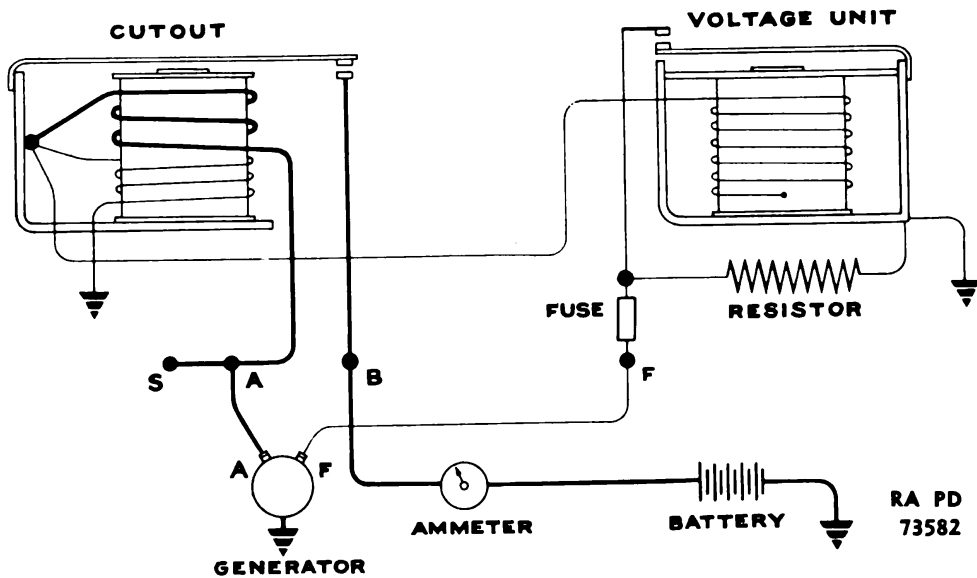 CUTOUT
VOLTAGE UNIT
FUSE
RESISTOR
S
A
B
F
A
F
GENERATOR
AMMETER
BATTERY
RA PD
73582